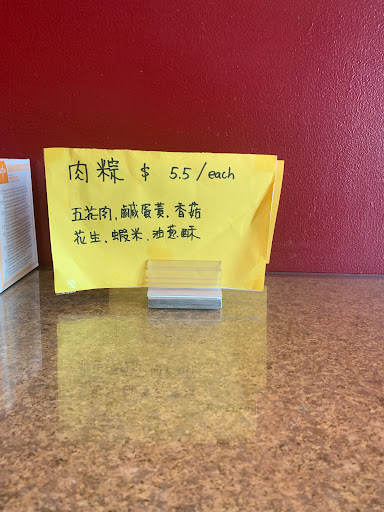 肉粽 $ 5.5/each
五花肉, 鹹蛋黃, 香菇
花生, 蝦米, 油蔥酥